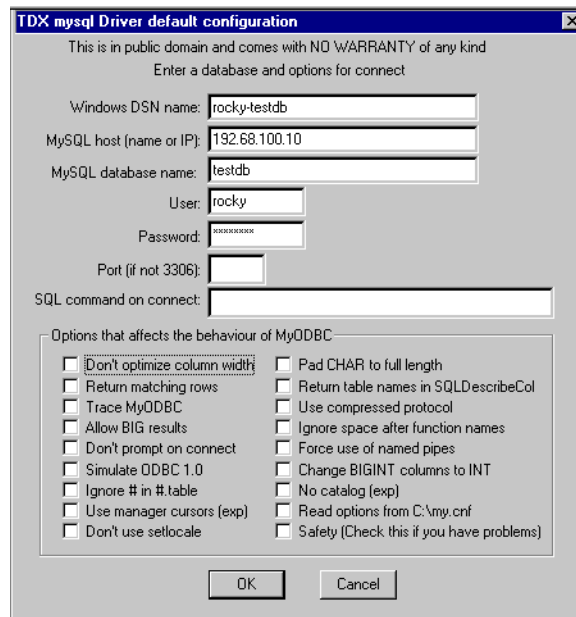 TDX mysql Driver default configuration
This is in public domain and comes with NO WARRANTY of any kind
Enter a database and options for connect
Windows DSN name: rocky-testdb
MySQL host (name or IP): 192.68.100.10
MySQL database name: testdb
User: rocky
Password: ********
Port (if not 3306):
SQL command on connect:
Options that affects the behaviour of MyODBC
Don't optimize column width Pad CHAR to full length
Return matching rows Return table names in SQLDescribeCol
Trace MyODBC Use compressed protocol
Allow BIG results Ignore space after function names
Don't prompt on connect Force use of named pipes
Simulate ODBC 1.0 Change BIGINT columns to INT
Ignore # in #.table No catalog (exp)
Use manager cursors (exp) Read options from C:\my.cnf
Don't use setlocale Safety (Check this if you have problems)
OK Cancel